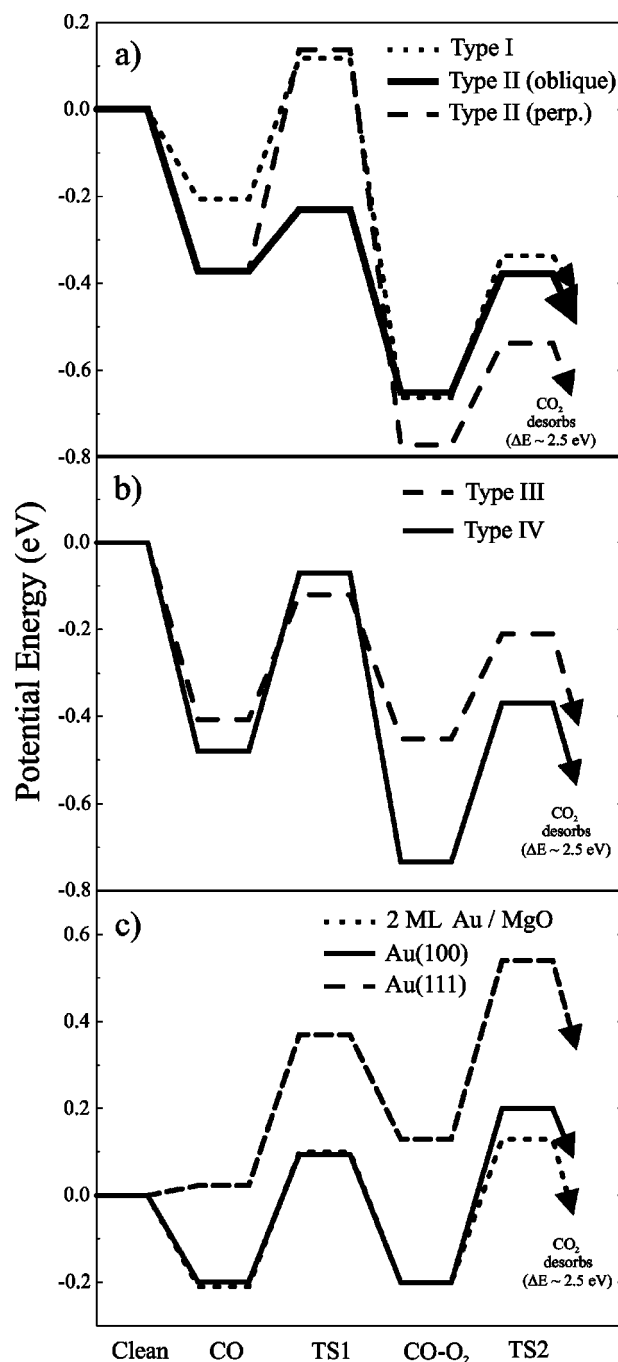 a)
Type I
Type II (oblique)
Type II (perp.)
0.2
0.0
-0.2
-0.4
-0.6
-0.8
CO₂
desorbs
(ΔE ~ 2.5 eV)
b)
Type III
Type IV
0.0
-0.2
-0.4
-0.6
-0.8
CO₂
desorbs
(ΔE ~ 2.5 eV)
Potential Energy (eV)
c)
2 ML Au / MgO
Au(100)
Au(111)
0.6
0.4
0.2
0.0
-0.2
CO₂
desorbs
(ΔE ~ 2.5 eV)
Clean CO TS1 CO-O₂ TS2